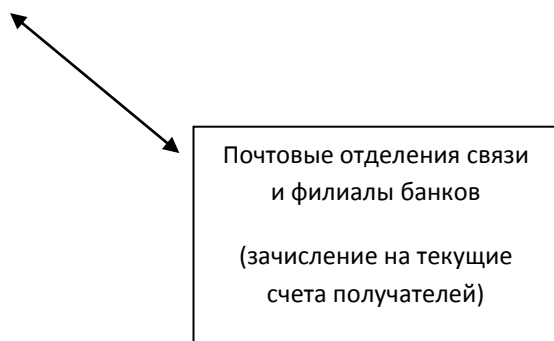 Почтовые отделения связи
и филиалы банков
(зачисление на текущие
счета получателей)